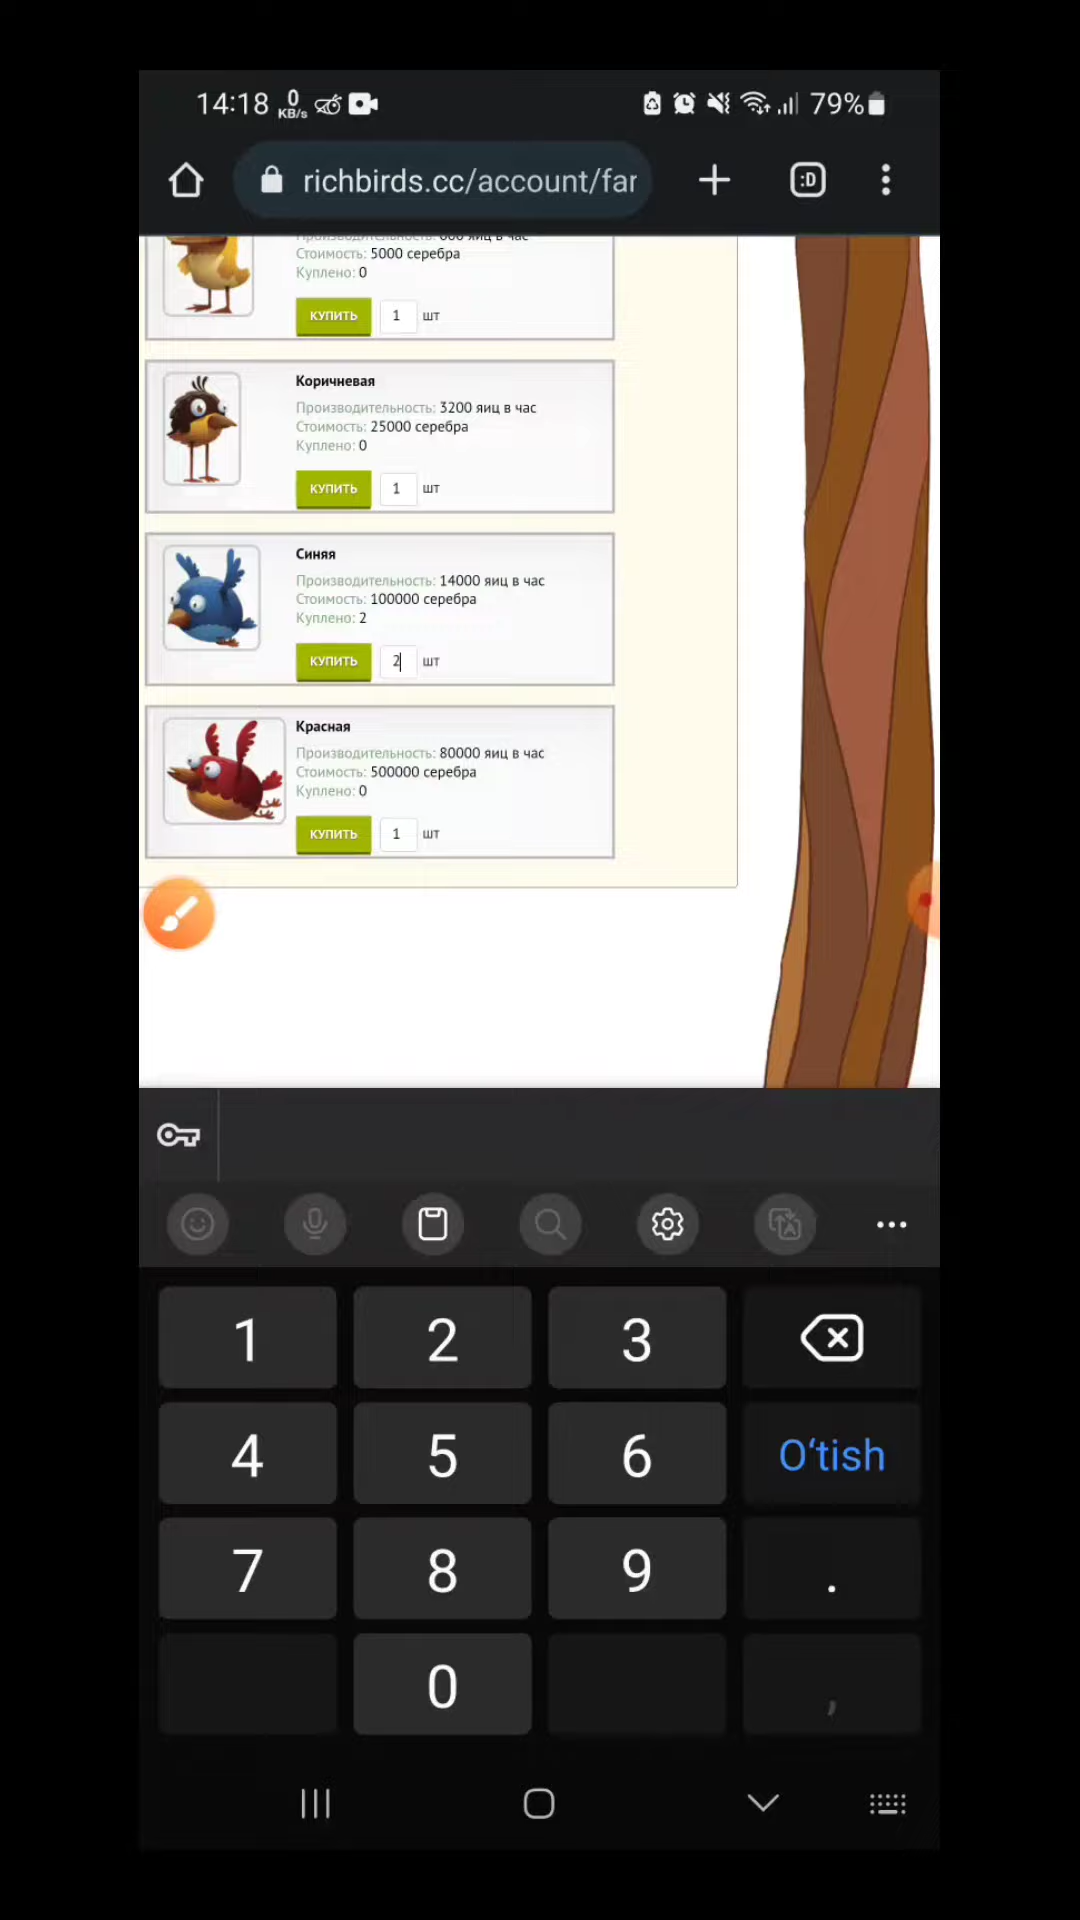 14:18 0 KB/s 79%
richbirds.cc/account/far
:D
Стоимость: 5000 серебра
Куплено: 0
КУПИТЬ 1 шт
Коричневая
Производительность: 3200 яиц в час
Стоимость: 25000 серебра
Куплено: 0
КУПИТЬ 1 шт
Синяя
Производительность: 14000 яиц в час
Стоимость: 100000 серебра
Куплено: 2
КУПИТЬ 2 шт
Красная
Производительность: 80000 яиц в час
Стоимость: 500000 серебра
Куплено: 0
КУПИТЬ 1 шт
1 2 3
4 5 6 Oʻtish
7 8 9 .
0 ,